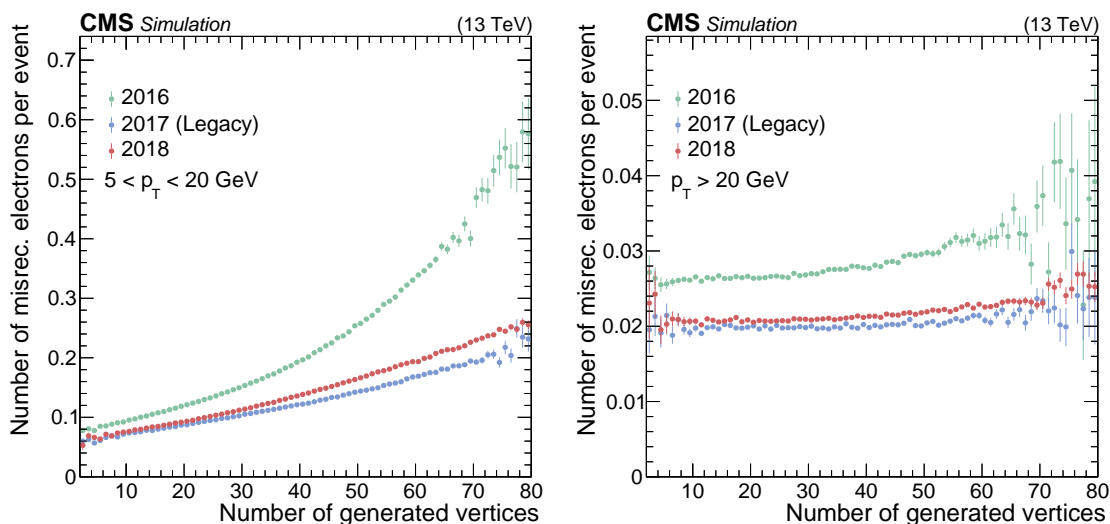 CMS Simulation (13 TeV)
Number of misrec. electrons per event
0.7
0.6
0.5
0.4
0.3
0.2
0.1
0
2016
2017 (Legacy)
2018
5 < p_T < 20 GeV
10 20 30 40 50 60 70 80
Number of generated vertices
CMS Simulation (13 TeV)
Number of misrec. electrons per event
0.05
0.04
0.03
0.02
0.01
0
2016
2017 (Legacy)
2018
p_T > 20 GeV
10 20 30 40 50 60 70 80
Number of generated vertices